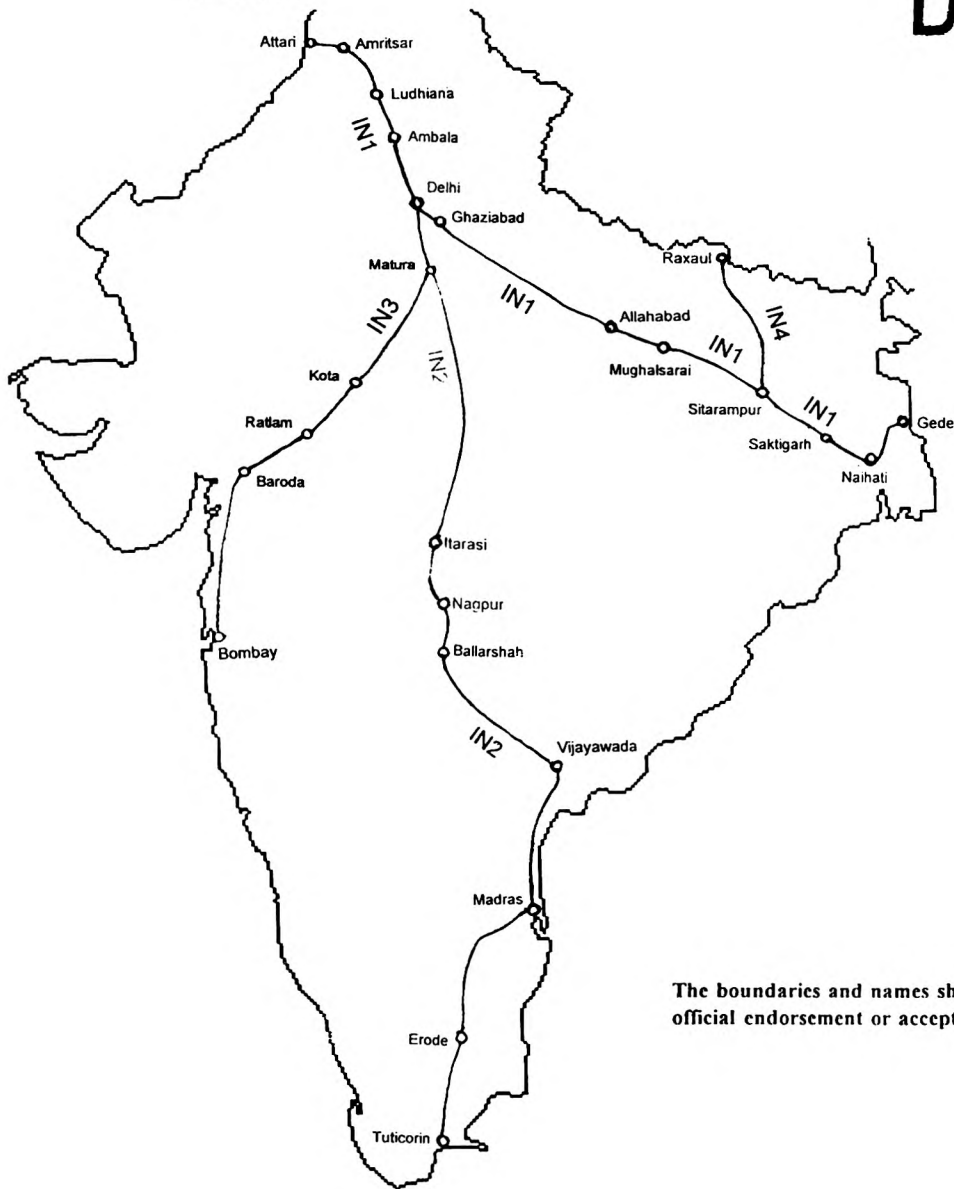 D
Attari
Amritsar
Ludhiana
IN1
Ambala
Delhi
Ghaziabad
Raxaul
Matura
IN1
IN3
IN4
Allahabad
IN2
IN1
Mughalsarai
Kota
Sitarampur
IN1
Gede
Ratlam
Saktigarh
Naihati
Baroda
Itarasi
Nagpur
Bombay
Ballarshah
IN2
Vijayawada
Madras
The boundaries and names sh
official endorsement or accept
Erode
Tuticorin